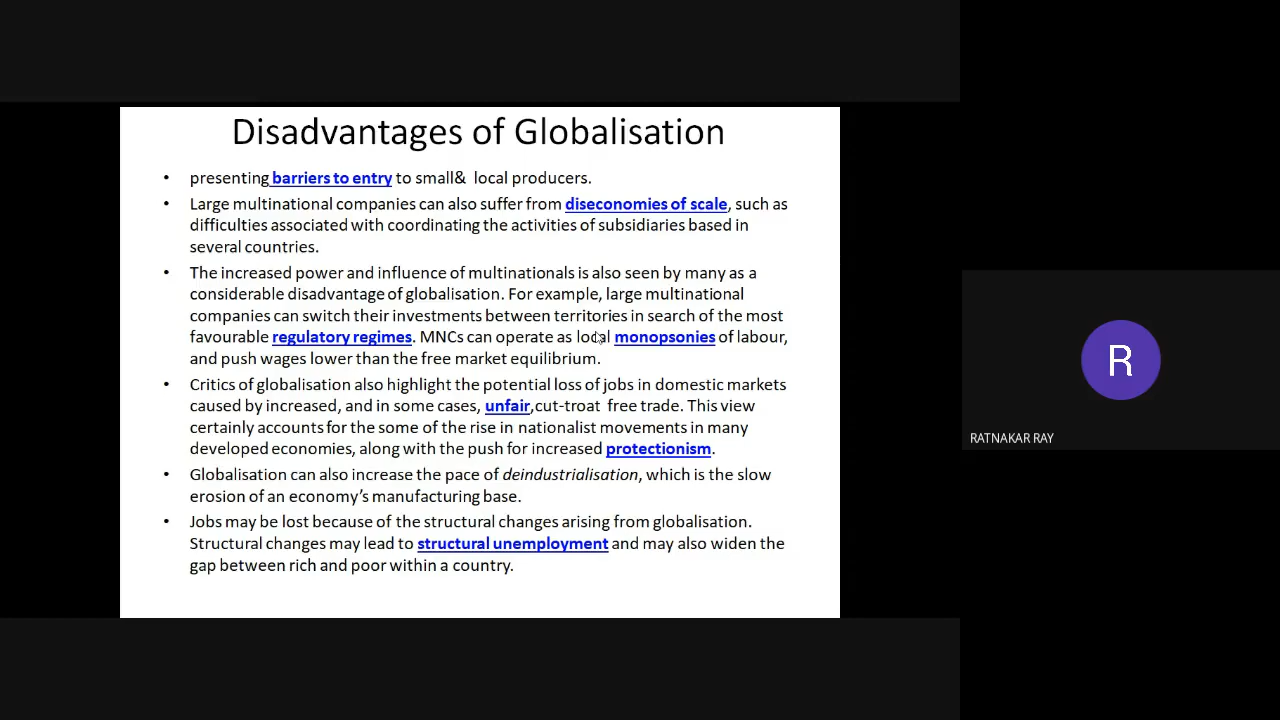 Disadvantages of Globalisation
• presenting barriers to entry to small& local producers.
• Large multinational companies can also suffer from diseconomies of scale, such as
difficulties associated with coordinating the activities of subsidiaries based in
several countries.
• The increased power and influence of multinationals is also seen by many as a
considerable disadvantage of globalisation. For example, large multinational
companies can switch their investments between territories in search of the most
favourable regulatory regimes. MNCs can operate as local monopsonies of labour,
and push wages lower than the free market equilibrium.
• Critics of globalisation also highlight the potential loss of jobs in domestic markets
caused by increased, and in some cases, unfair,cut-troat free trade. This view
certainly accounts for the some of the rise in nationalist movements in many
developed economies, along with the push for increased protectionism.
• Globalisation can also increase the pace of deindustrialisation, which is the slow
erosion of an economy’s manufacturing base.
• Jobs may be lost because of the structural changes arising from globalisation.
Structural changes may lead to structural unemployment and may also widen the
gap between rich and poor within a country.
R
RATNAKAR RAY